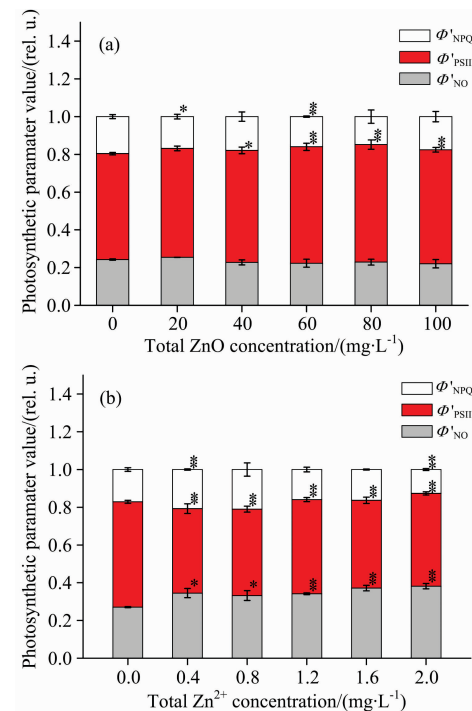 (a)
Φ'NPQ
Φ'PSII
Φ'NO
Photosynthetic paramater value/(rel. u.)
1.4
1.2
1.0
0.8
0.6
0.4
0.2
0.0
* ** * ** ** **
0 20 40 60 80 100
Total ZnO concentration/(mg·L⁻¹)
(b)
Φ'NPQ
Φ'PSII
Φ'NO
Photosynthetic paramater value/(rel. u.)
1.4
1.2
1.0
0.8
0.6
0.4
0.2
0.0
** ** ** ** ** ** ** * * ** ** **
0.0 0.4 0.8 1.2 1.6 2.0
Total Zn²⁺ concentration/(mg·L⁻¹)